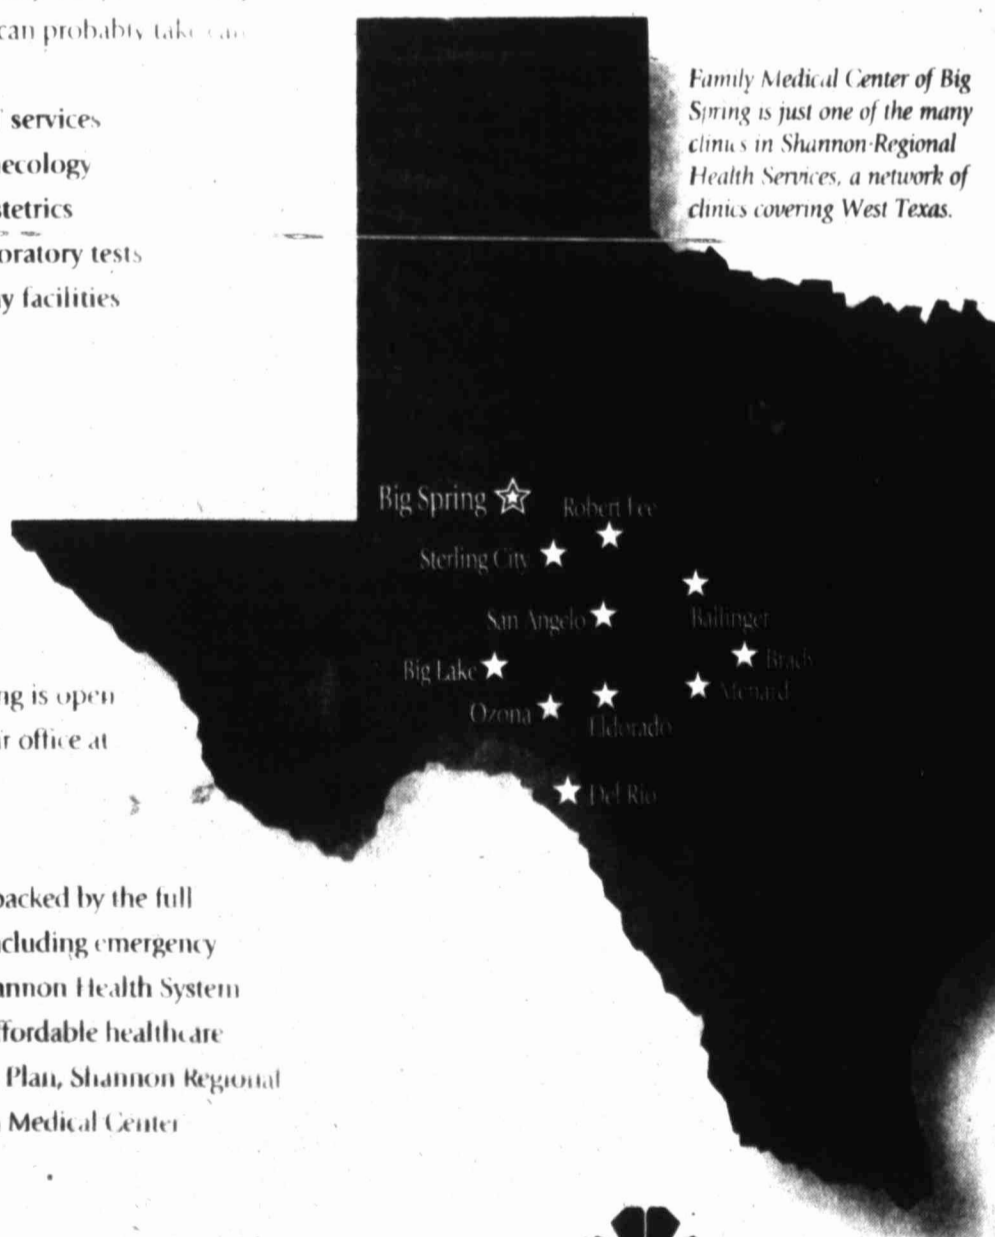 can probably take
Family Medical Center of Big
Spring is just one of the many
clinics in Shannon Regional
Health Services, a network of
clinics covering West Texas.
services
ecology
stetrics
oratory tests
y facilities
Big Spring
Robert Lee
Sterling City
San Angelo
Ballinger
Big Lake
Brady
Menard
Ozona
Eldorado
Del Rio
ng is open
r office at
backed by the full
cluding emergency
annon Health System
ffordable healthcare
Plan, Shannon Regional
Medical Center